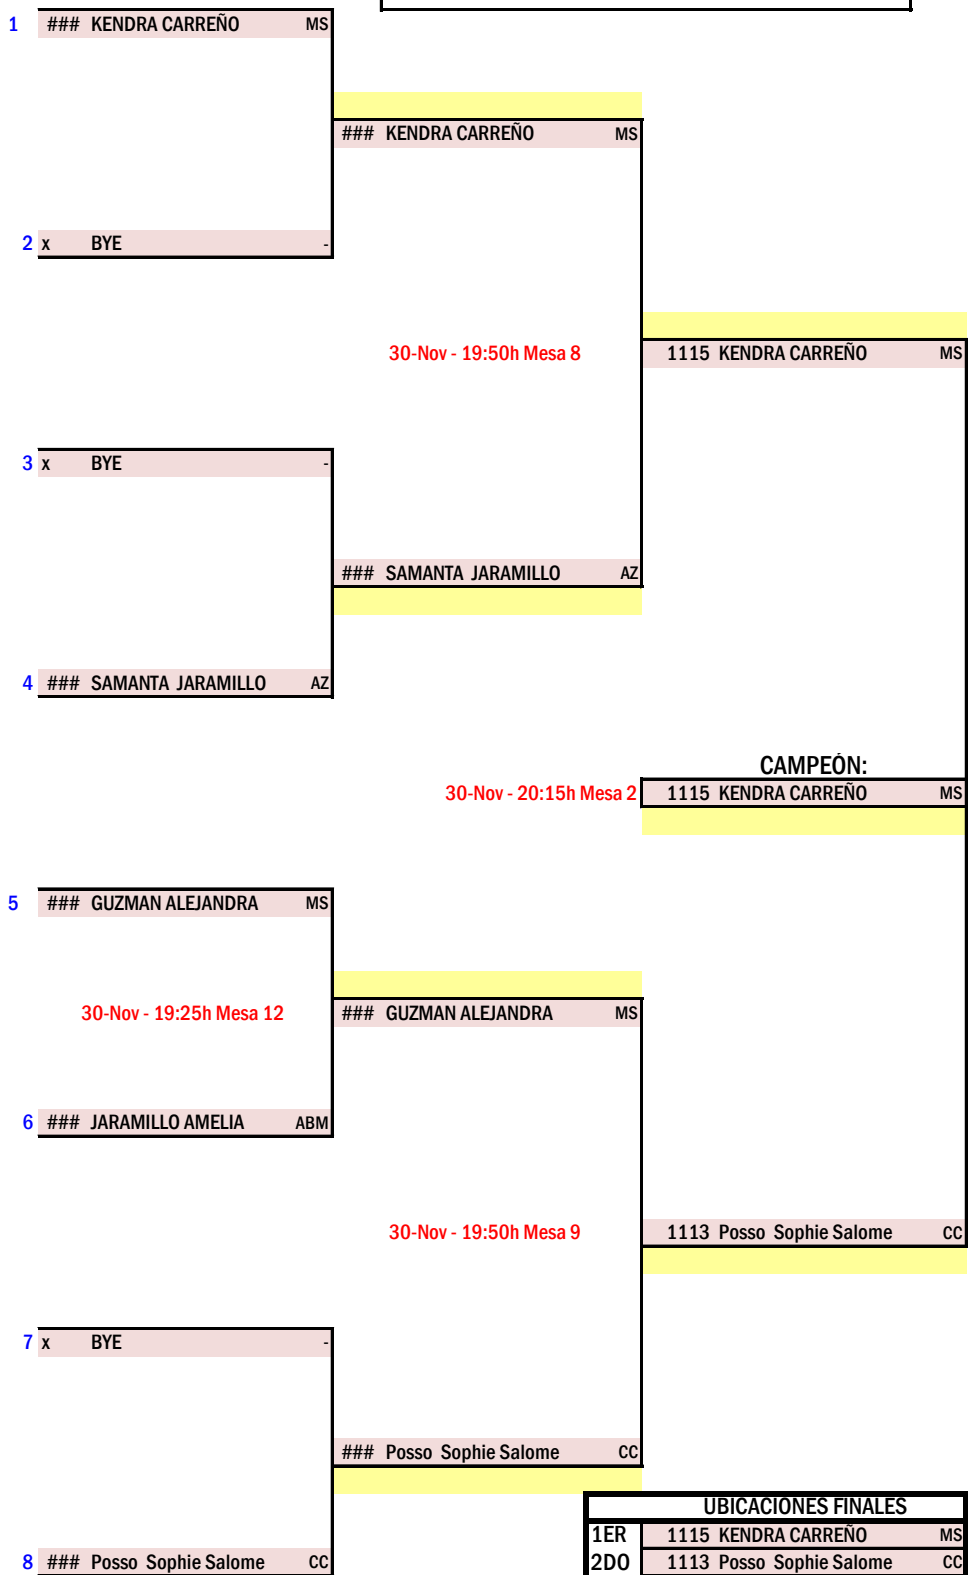 1 ### KENDRA CARREÑO MS
### KENDRA CARREÑO MS
2 x BYE -
30-Nov - 19:50h Mesa 8
1115 KENDRA CARREÑO MS
3 x BYE -
### SAMANTA JARAMILLO AZ
4 ### SAMANTA JARAMILLO AZ
CAMPEÓN:
30-Nov - 20:15h Mesa 2
1115 KENDRA CARREÑO MS
5 ### GUZMAN ALEJANDRA MS
30-Nov - 19:25h Mesa 12
### GUZMAN ALEJANDRA MS
6 ### JARAMILLO AMELIA ABM
30-Nov - 19:50h Mesa 9
1113 Posso Sophie Salome CC
7 x BYE -
### Posso Sophie Salome CC
UBICACIONES FINALES
1ER 1115 KENDRA CARREÑO MS
8 ### Posso Sophie Salome CC
2DO 1113 Posso Sophie Salome CC